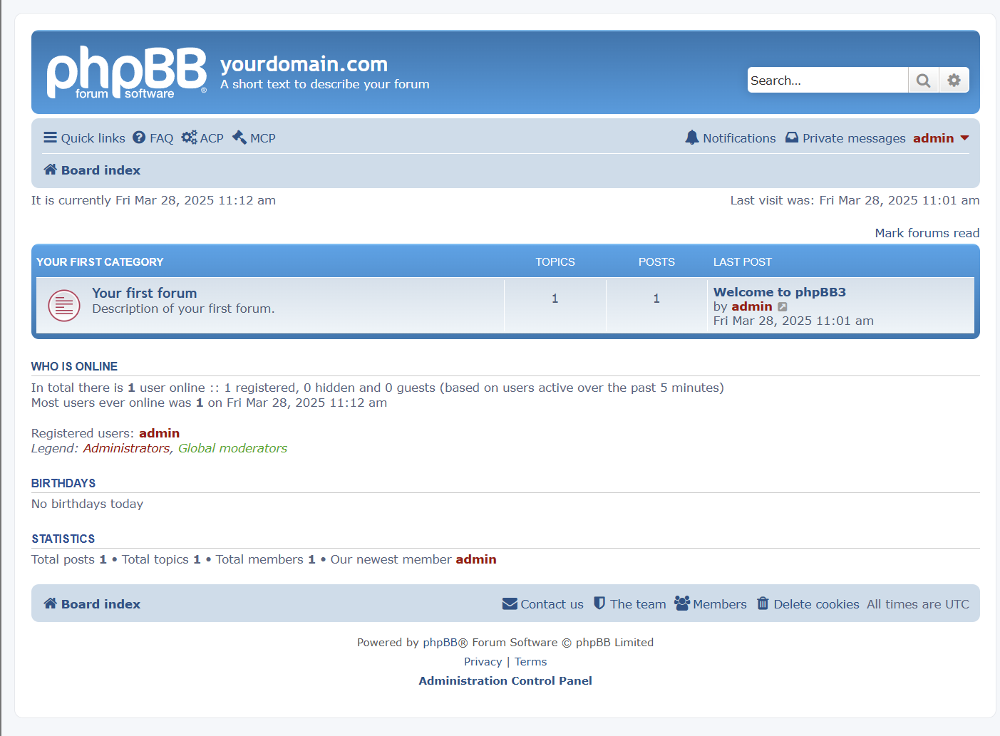 phpBB®
forum software
yourdomain.com
A short text to describe your forum
Search…
Quick links FAQ ACP MCP
Notifications Private messages admin
Board index
It is currently Fri Mar 28, 2025 11:12 am
Last visit was: Fri Mar 28, 2025 11:01 am
Mark forums read
YOUR FIRST CATEGORY TOPICS POSTS LAST POST
Your first forum
Description of your first forum.
1
1
Welcome to phpBB3
by admin
Fri Mar 28, 2025 11:01 am
WHO IS ONLINE
In total there is 1 user online :: 1 registered, 0 hidden and 0 guests (based on users active over the past 5 minutes)
Most users ever online was 1 on Fri Mar 28, 2025 11:12 am
Registered users: admin
Legend: Administrators, Global moderators
BIRTHDAYS
No birthdays today
STATISTICS
Total posts 1 • Total topics 1 • Total members 1 • Our newest member admin
Board index
Contact us The team Members Delete cookies All times are UTC
Powered by phpBB® Forum Software © phpBB Limited
Privacy | Terms
Administration Control Panel